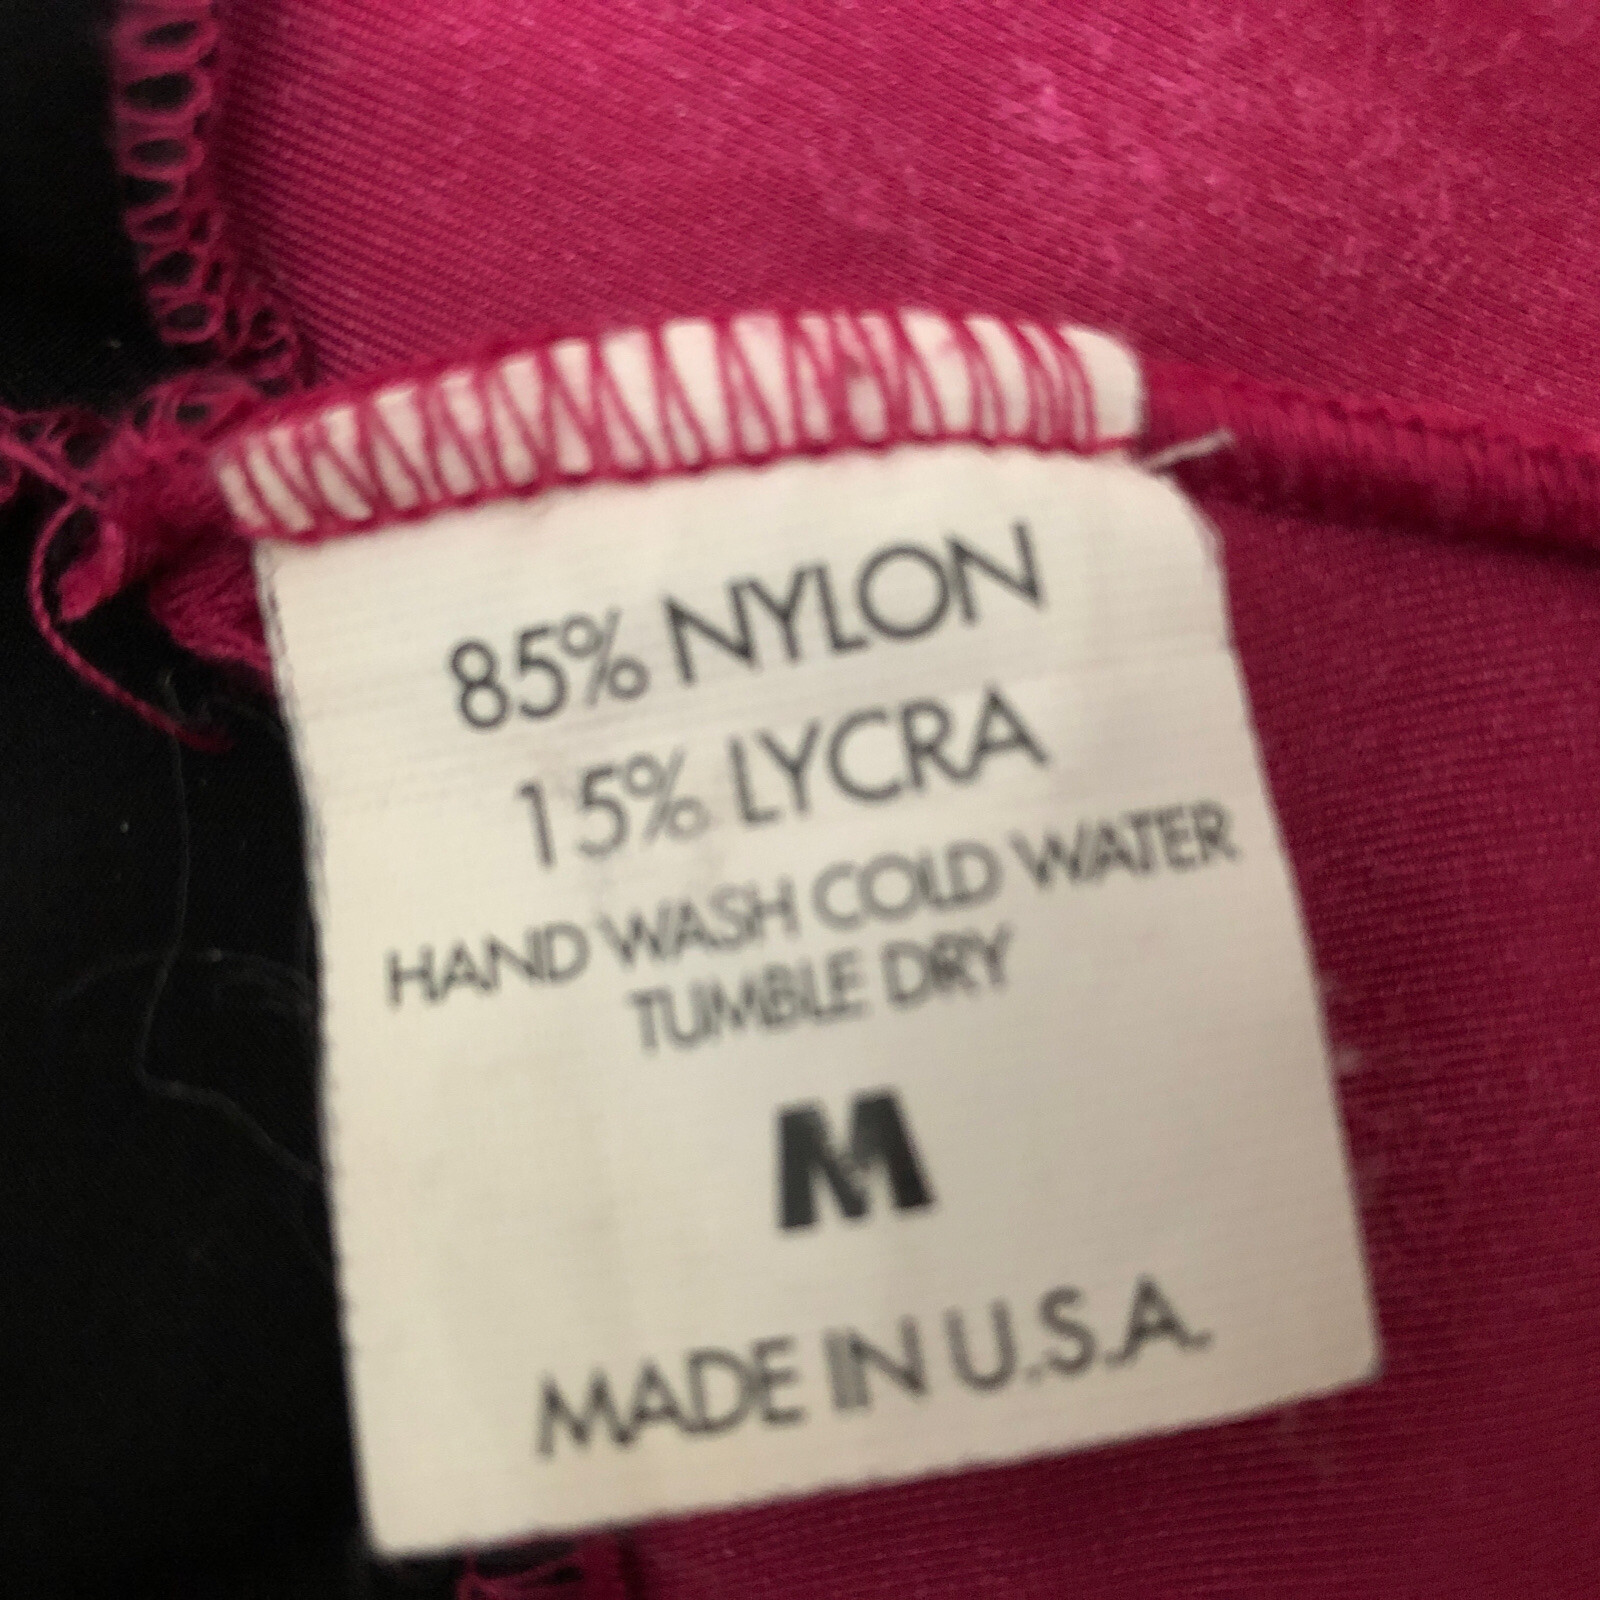 85% NYLON
15% LYCRA
HAND WASH COLD WATER
TUMBLE DRY
M
MADE IN U.S.A.